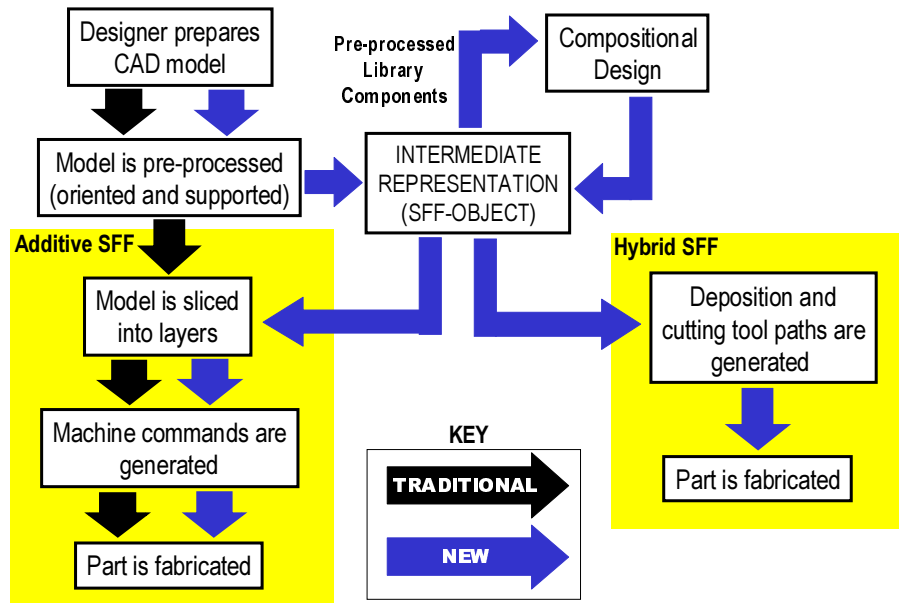 Designer prepares
CAD model
Pre-processed
Library
Components
Compositional
Design
Model is pre-processed
(oriented and supported)
INTERMEDIATE
REPRESENTATION
(SFF-OBJECT)
Additive SFF
Model is sliced
into layers
Machine commands are
generated
Part is fabricated
Hybrid SFF
Deposition and
cutting tool paths are
generated
Part is fabricated
KEY
TRADITIONAL
NEW